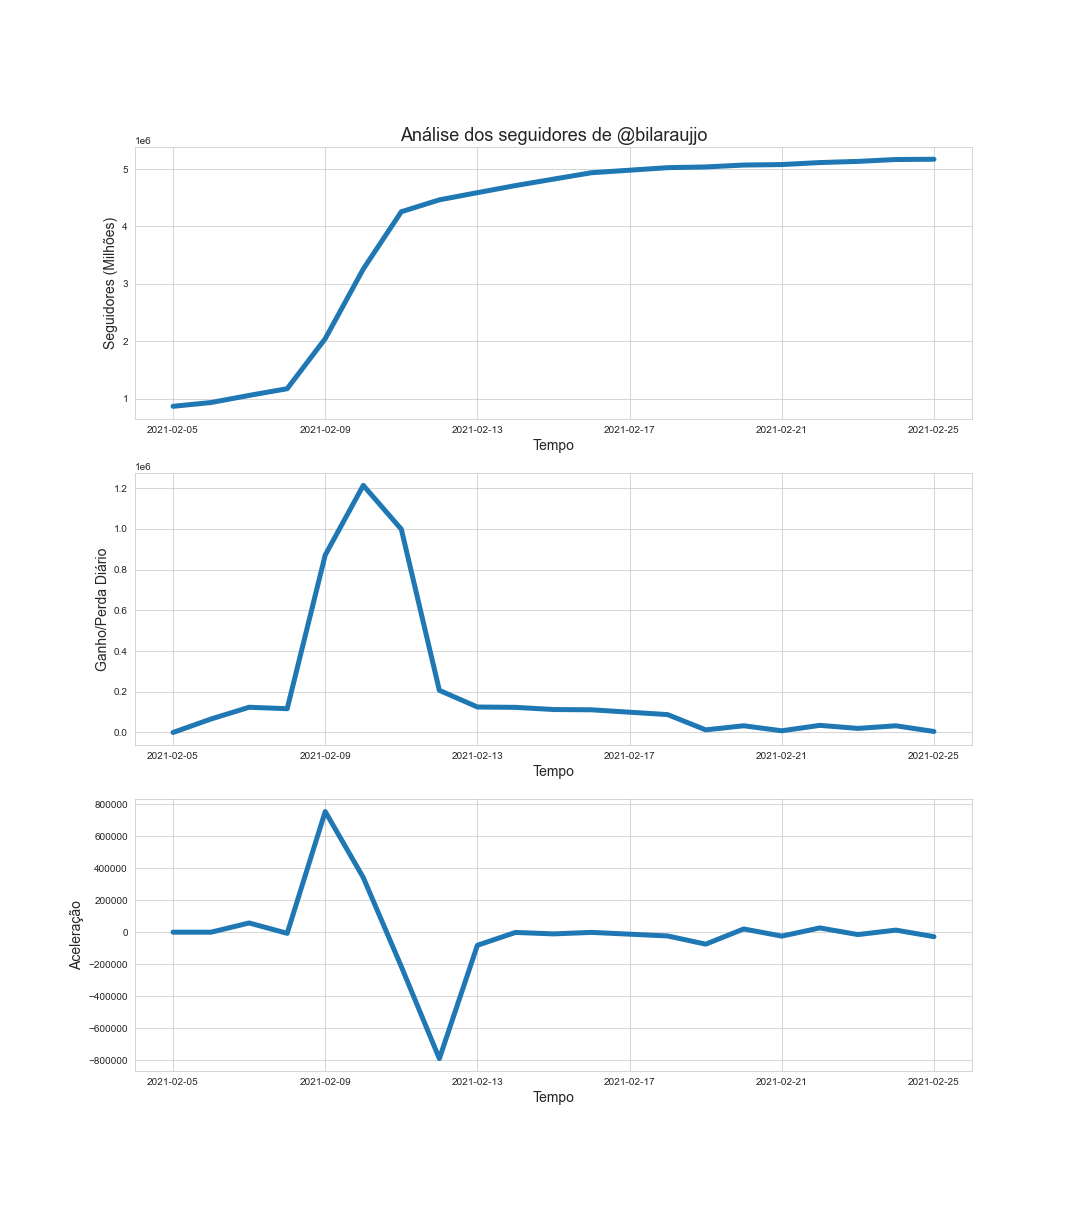 Análise dos seguidores de @bilaraujjo
1e6
5
4
3
2
1
Seguidores (Milhões)
2021-02-05 2021-02-09 2021-02-13 2021-02-17 2021-02-21 2021-02-25
Tempo
1e6
1.2
1.0
0.8
0.6
0.4
0.2
0.0
Ganho/Perda Diário
2021-02-05 2021-02-09 2021-02-13 2021-02-17 2021-02-21 2021-02-25
Tempo
800000
600000
400000
200000
0
−200000
−400000
−600000
−800000
Aceleração
2021-02-05 2021-02-09 2021-02-13 2021-02-17 2021-02-21 2021-02-25
Tempo